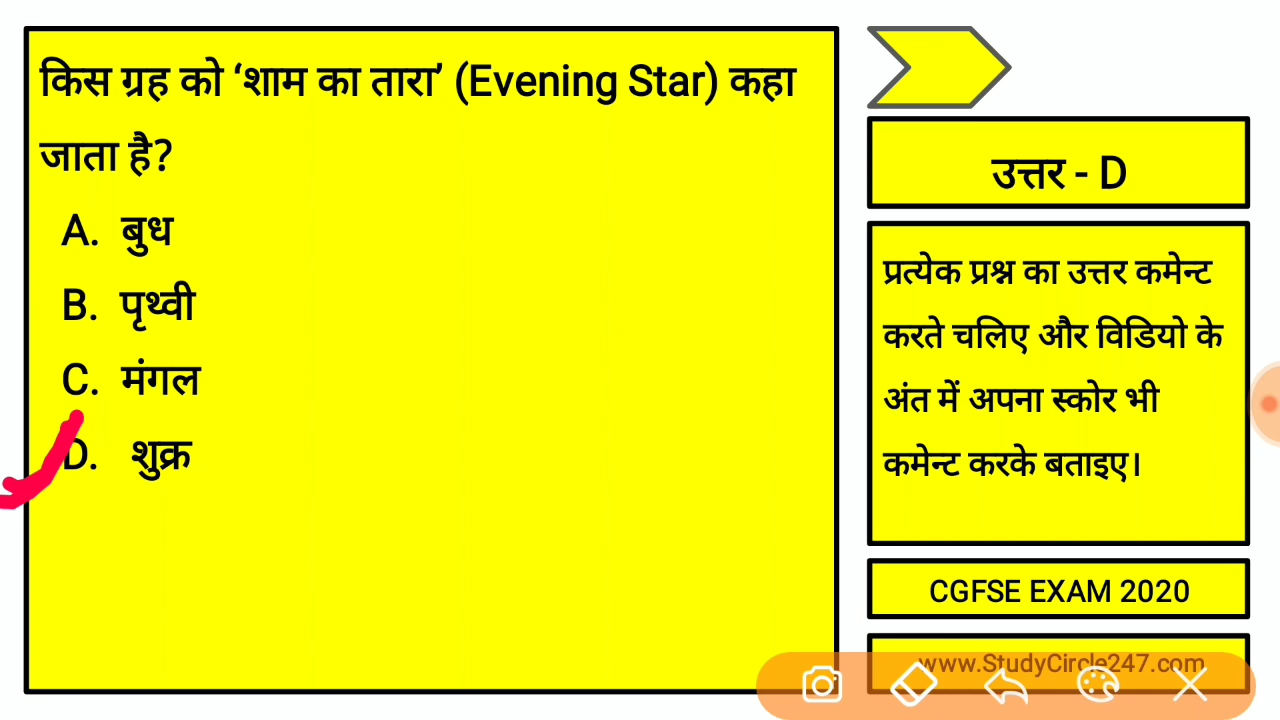 किस ग्रह को ‘शाम का तारा’ (Evening Star) कहा
जाता है?
A. बुध
B. पृथ्वी
C. मंगल
D. शुक्र
उत्तर - D
प्रत्येक प्रश्न का उत्तर कमेन्ट
करते चलिए और विडियो के
अंत में अपना स्कोर भी
कमेन्ट करके बताइए।
CGFSE EXAM 2020
www.StudyCircle247.com